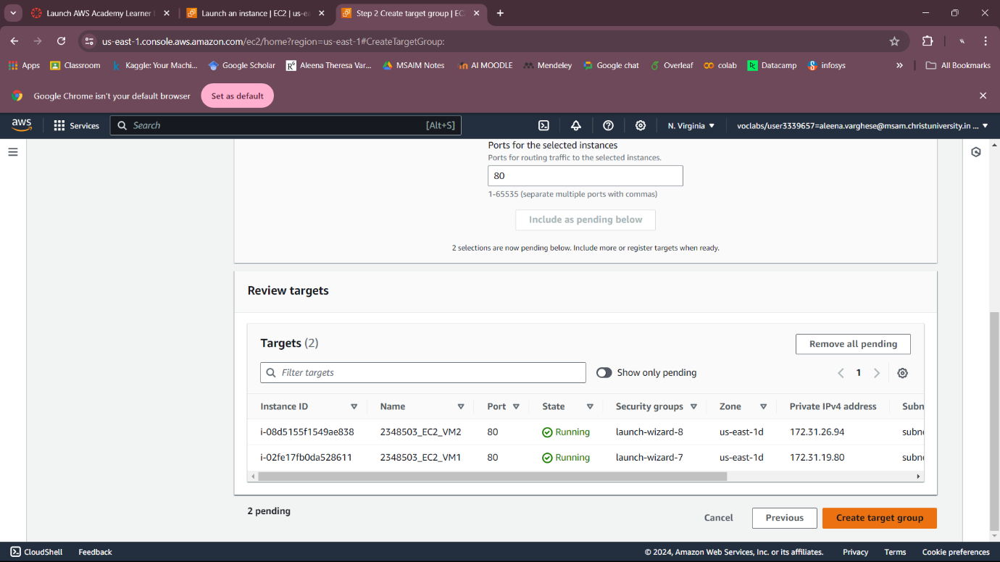 Launch AWS Academy Learner
Launch an instance | EC2 | us-ea
Step 2 Create target group | EC
us-east-1.console.aws.amazon.com/ec2/home?region=us-east-1#CreateTargetGroup:
Apps Classroom Kaggle: Your Machi... Google Scholar Aleena Theresa Var... MSAIM Notes AI MOODLE Mendeley Google chat Overleaf colab Datacamp infosys All Bookmarks
Google Chrome isn't your default browser Set as default
aws Services Search [Alt+S] N. Virginia voclabs/user3339657=aleena.varghese@msam.christuniversity.in ...
Ports for the selected instances
Ports for routing traffic to the selected instances.
80
1-65535 (separate multiple ports with commas)
Include as pending below
2 selections are now pending below. Include more or register targets when ready.
Review targets
Targets (2) Remove all pending
Filter targets Show only pending 1
Instance ID Name Port State Security groups Zone Private IPv4 address Subn
i-08d5155f1549ae838 2348503_EC2_VM2 80 Running launch-wizard-8 us-east-1d 172.31.26.94 subn
i-02fe17fb0da528611 2348503_EC2_VM1 80 Running launch-wizard-7 us-east-1d 172.31.19.80 subn
2 pending
Cancel Previous Create target group
CloudShell Feedback © 2024, Amazon Web Services, Inc. or its affiliates. Privacy Terms Cookie preferences